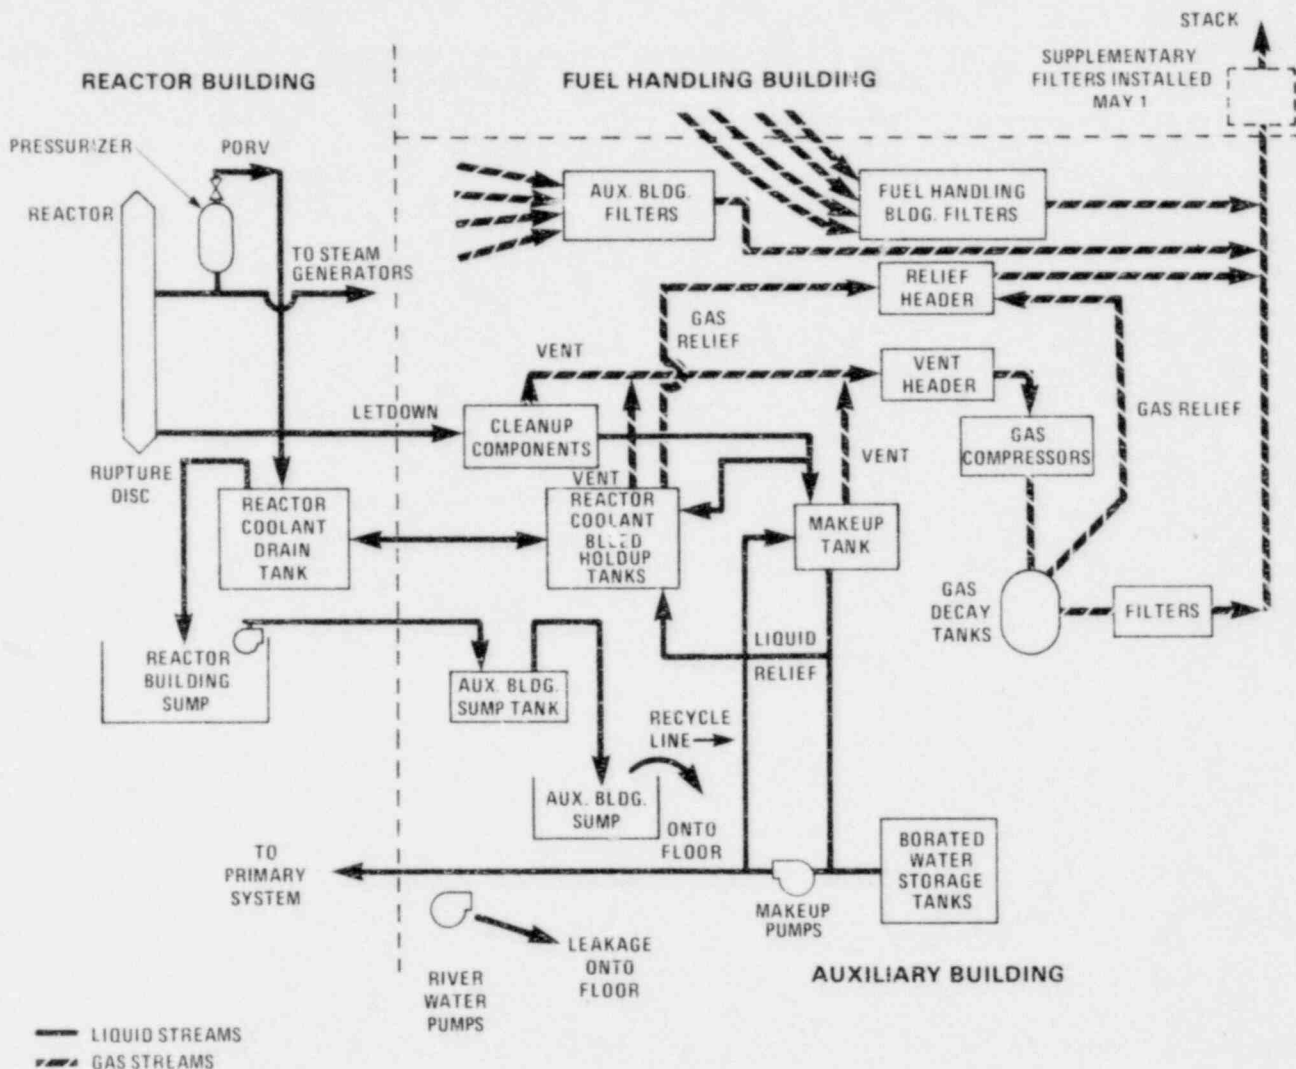 STACK
SUPPLEMENTARY
FILTERS INSTALLED
MAY 1
REACTOR BUILDING
FUEL HANDLING BUILDING
PRESSURIZER
PORV
REACTOR
AUX. BLDG.
FILTERS
FUEL HANDLING
BLDG. FILTERS
TO STEAM
GENERATORS
RELIEF
HEADER
GAS
RELIEF
VENT
VENT
HEADER
LETDOWN
CLEANUP
COMPONENTS
GAS RELIEF
GAS
COMPRESSORS
VENT
RUPTURE
DISC
VENT
REACTOR
COOLANT
DRAIN
TANK
REACTOR
COOLANT
BLEED
HOLDUP
TANKS
MAKEUP
TANK
GAS
DECAY
TANKS
FILTERS
LIQUID
RELIEF
REACTOR
BUILDING
SUMP
AUX. BLDG.
SUMP TANK
RECYCLE
LINE
AUX. BLDG.
SUMP
ONTO
FLOOR
BORATED
WATER
STORAGE
TANKS
TO
PRIMARY
SYSTEM
MAKEUP
PUMPS
LEAKAGE
ONTO
FLOOR
RIVER
WATER
PUMPS
AUXILIARY BUILDING
LIQUID STREAMS
GAS STREAMS